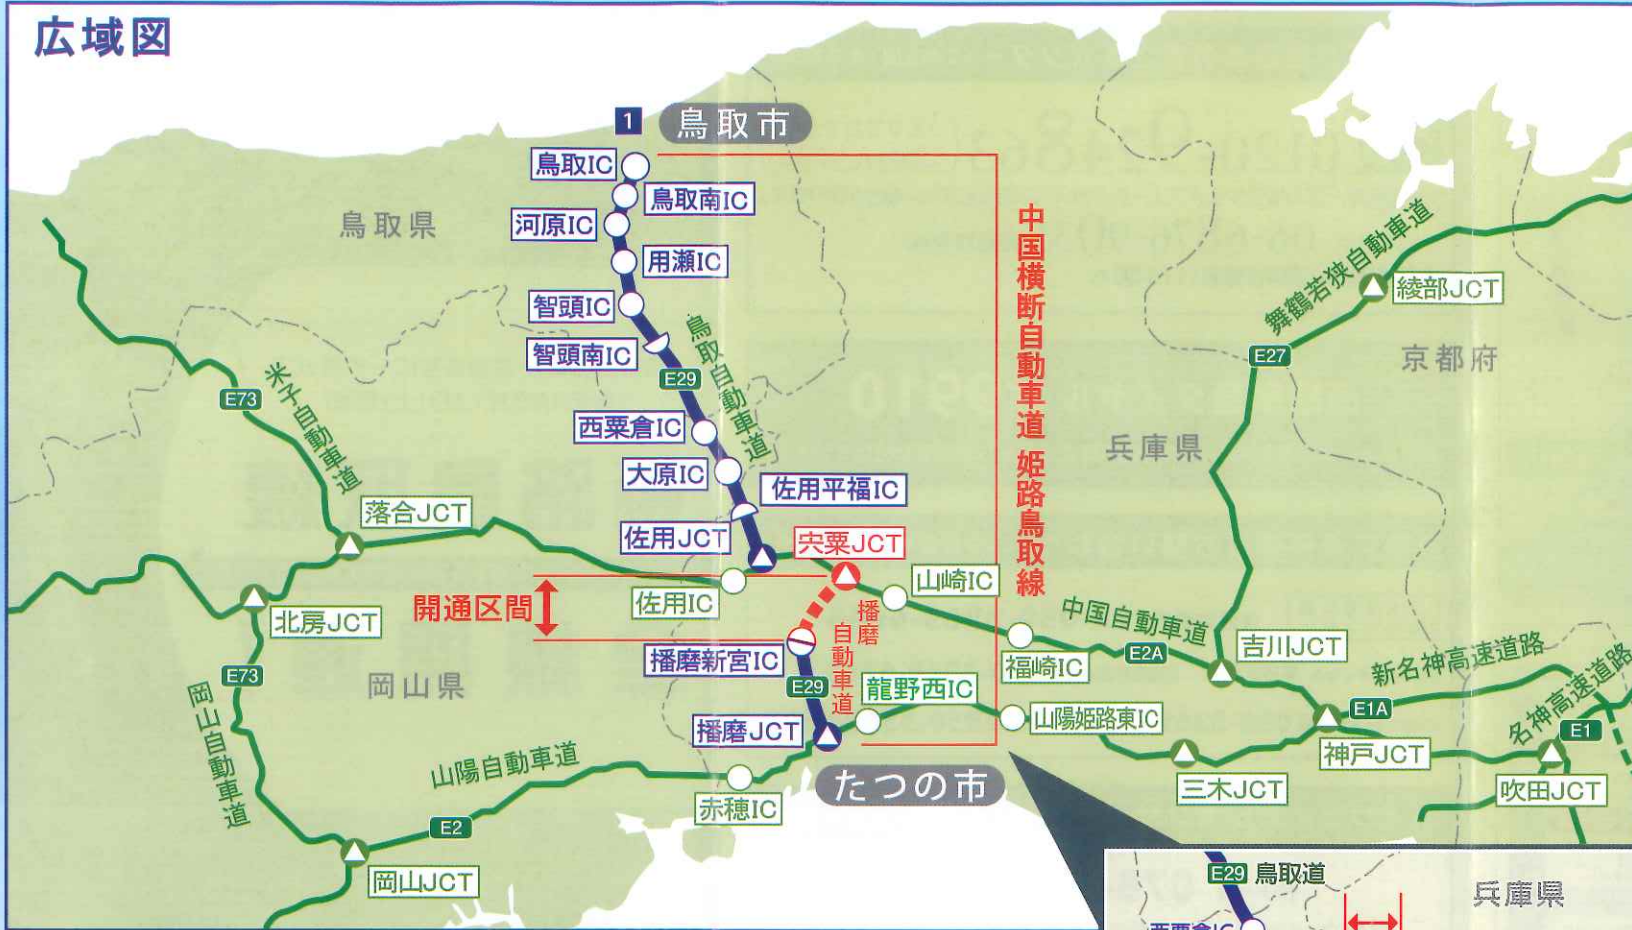 広域図
1
鳥取市
鳥取IC
鳥取南IC
河原IC
用瀬IC
智頭IC
智頭南IC
E29
鳥取自動車道
西粟倉IC
大原IC
佐用平福IC
佐用JCT
宍粟JCT
鳥取県
中国横断自動車道 姫路鳥取線
舞鶴若狭自動車道
綾部JCT
E27
京都府
兵庫県
E73
米子自動車道
落合JCT
北房JCT
開通区間
佐用IC
山崎IC
播磨自動車道
中国自動車道
福崎IC
E2A
吉川JCT
播磨新宮IC
E29
龍野西IC
岡山県
E73
岡山自動車道
播磨JCT
山陽姫路東IC
新名神高速道路
E1A
名神高速道路
E1
神戸JCT
三木JCT
吹田JCT
山陽自動車道
たつの市
赤穂IC
E2
岡山JCT
E29 鳥取道
兵庫県
西粟倉IC